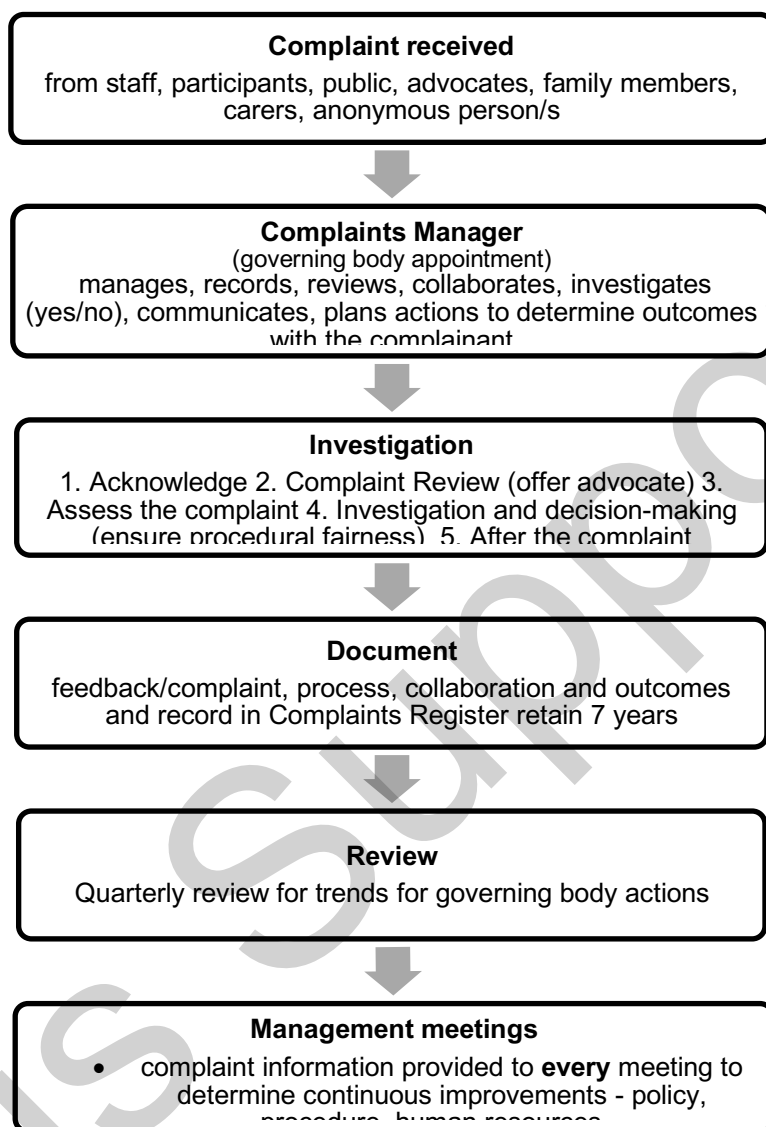 Complaint received
from staff, participants, public, advocates, family members,
carers, anonymous person/s
Complaints Manager
(governing body appointment)
manages, records, reviews, collaborates, investigates
(yes/no), communicates, plans actions to determine outcomes
with the complainant
Investigation
1. Acknowledge 2. Complaint Review (offer advocate) 3.
Assess the complaint 4. Investigation and decision-making
(ensure procedural fairness) 5. After the complaint
Document
feedback/complaint, process, collaboration and outcomes
and record in Complaints Register retain 7 years
Review
Quarterly review for trends for governing body actions
Management meetings
• complaint information provided to every meeting to
determine continuous improvements - policy,
procedure, human resources
s Suppo